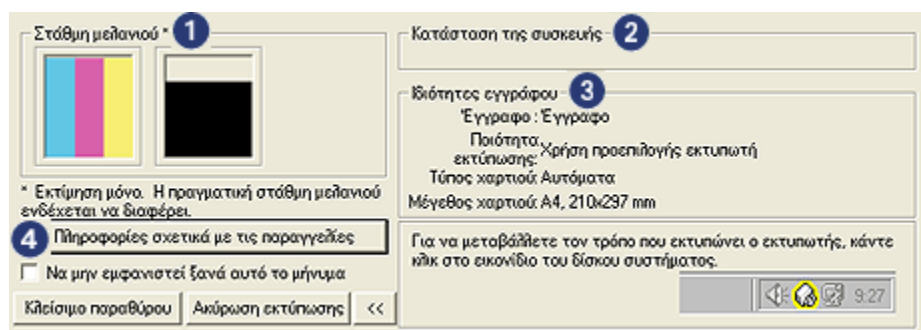 Στάθμη μελανιού * 1
* Εκτίμηση μόνο. Η πραγματική στάθμη μελανιού
ενδέχεται να διαφέρει.
4 Πληροφορίες σχετικά με τις παραγγελίες
Να μην εμφανιστεί ξανά αυτό το μήνυμα
Κλείσιμο παραθύρου Ακύρωση εκτύπωσης <<
Κατάσταση της συσκευής 2
Ιδιότητες εγγράφου 3
Έγγραφο : Έγγραφο
Ποιότητα
εκτύπωσης: Χρήση προεπιλογής εκτυπωτή
Τύπος χαρτιού: Αυτόματα
Μέγεθος χαρτιού: A4, 210x297 mm
Για να μεταβάλλετε τον τρόπο που εκτυπώνει ο εκτυπωτής, κάντε
κλικ στο εικονίδιο του δίσκου συστήματος.
9:27